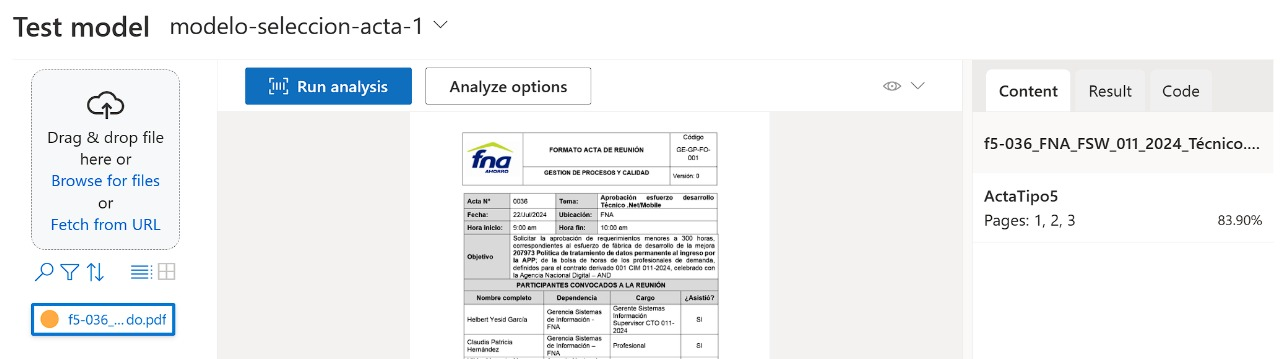 Test model modelo-seleccion-acta-1
Drag & drop file
here or
Browse for files
or
Fetch from URL
f5-036_....do.pdf
Run analysis
Analyze options
fna
AHORRO
FORMATO ACTA DE REUNIÓN
GESTION DE PROCESOS Y CALIDAD
Código
GE-GP-FO-
001
Versión: 0
Acta N° 0036 Tema: Aprobación esfuerzo desarrollo
Técnico .Net/Mobile
Fecha: 22/Jul/2024 Ubicación: FNA
Hora inicio: 9:00 am Hora fin: 10:00 am
Objetivo
Solicitar la aprobación de requerimientos menores a 300 horas,
correspondientes al esfuerzo de fábrica de desarrollo de la mejora
207973 Política de tratamiento de datos permanente al ingreso por
la APP; de la bolsa de horas de los profesionales de demanda,
definidos para el contrato derivado 001 CIM 011-2024, celebrado con
la Agencia Nacional Digital – AND
PARTICIPANTES CONVOCADOS A LA REUNIÓN
Nombre completo Dependencia Cargo ¿Asistió?
Helbert Yesid García
Gerencia Sistemas
de Información -
FNA
Gerente Sistemas
Información
Supervisor CTO 011-
2024
SI
Claudia Patricia
Hernández
Gerencia Sistemas
de Información –
FNA
Profesional
SI
Content Result Code
f5-036_FNA_FSW_011_2024_Técnico....
ActaTipo5
Pages: 1, 2, 3 83.90%